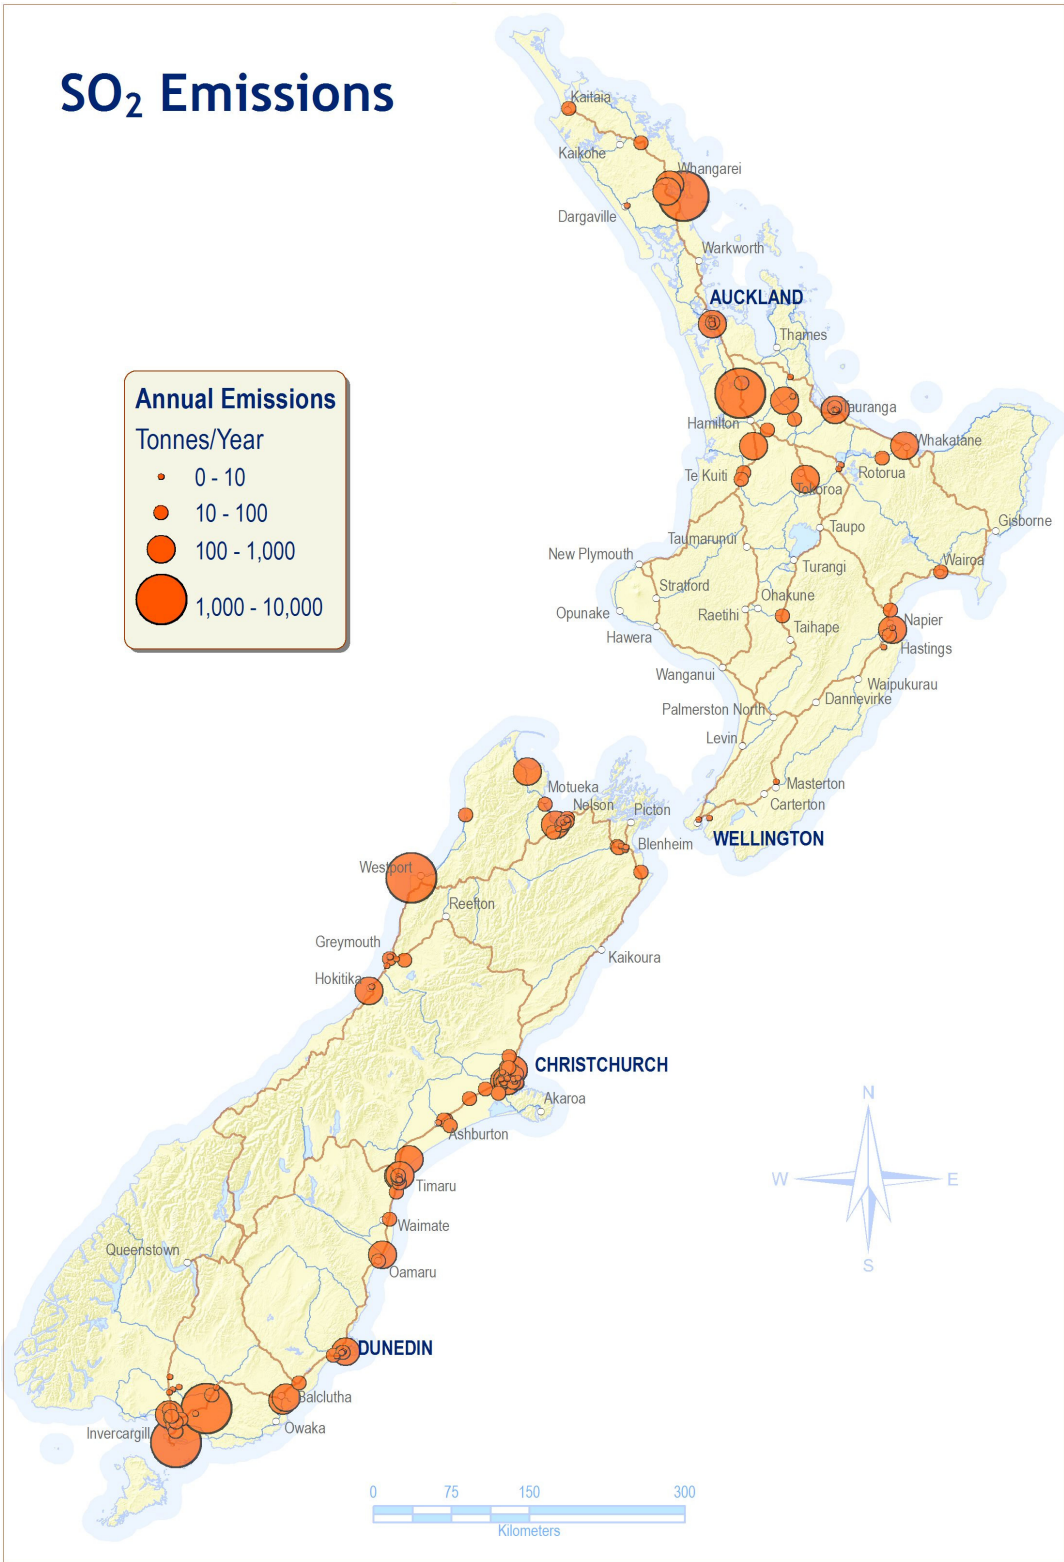 SO₂ Emissions
Kaitaia
Kaikohe
Whangarei
Dargaville
Warkworth
AUCKLAND
Thames
Annual Emissions
Tonnes/Year
0 - 10
10 - 100
100 - 1,000
1,000 - 10,000
Tauranga
Hamilton
Whakatane
Te Kuiti
Rotorua
Tokoroa
Gisborne
Taupo
Taumarunui
New Plymouth
Wairoa
Turangi
Stratford
Ohakune
Opunake
Raetihi
Napier
Taihape
Hawera
Hastings
Wanganui
Waipukurau
Dannevirke
Palmerston North
Levin
Masterton
Carterton
Motueka
Nelson
Picton
WELLINGTON
Blenheim
Westport
Reefton
Greymouth
Kaikoura
Hokitika
CHRISTCHURCH
Akaroa
Ashburton
Timaru
Waimate
Queenstown
Oamaru
DUNEDIN
Balclutha
Owaka
Invercargill
N
W
E
S
0 75 150 300
Kilometers